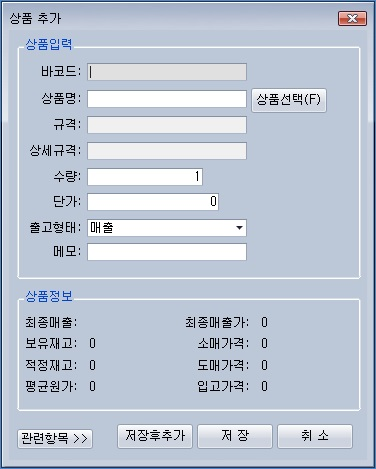 상품 추가
상품입력
바코드:
상품명: 상품선택(F)
규격:
상세규격:
수량: 1
단가: 0
출고형태: 매출
메모:
상품정보
최종매출: 최종매출가: 0
보유재고: 0 소매가격: 0
적정재고: 0 도매가격: 0
평균원가: 0 입고가격: 0
관련항목 >> 저장후추가 저 장 취 소